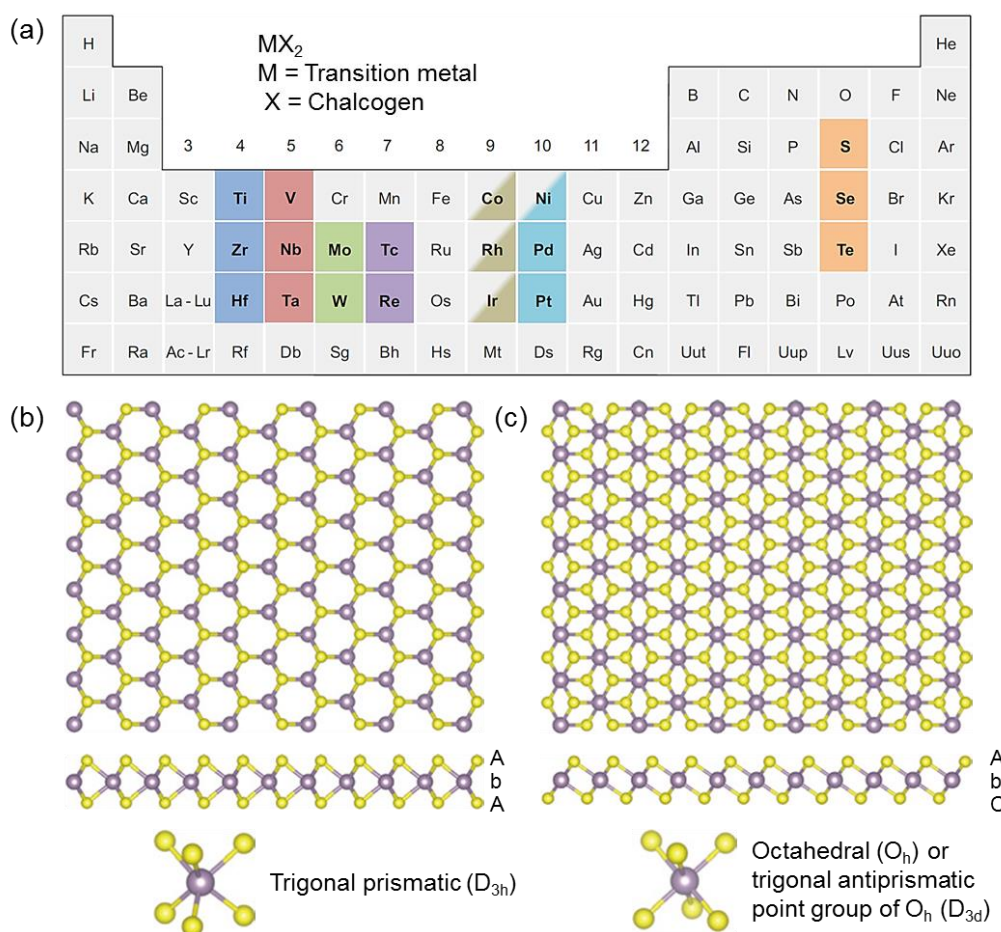 (a)
MX₂
M = Transition metal
X = Chalcogen
H He
Li Be B C N O F Ne
Na Mg 3 4 5 6 7 8 9 10 11 12 Al Si P S Cl Ar
K Ca Sc Ti V Cr Mn Fe Co Ni Cu Zn Ga Ge As Se Br Kr
Rb Sr Y Zr Nb Mo Tc Ru Rh Pd Ag Cd In Sn Sb Te I Xe
Cs Ba La - Lu Hf Ta W Re Os Ir Pt Au Hg Tl Pb Bi Po At Rn
Fr Ra Ac - Lr Rf Db Sg Bh Hs Mt Ds Rg Cn Uut Fl Uup Lv Uus Uuo
(b)
A
b
A
Trigonal prismatic (D₃ₕ)
(c)
A
b
C
Octahedral (Oₕ) or
trigonal antiprismatic
point group of Oₕ (D₃d)